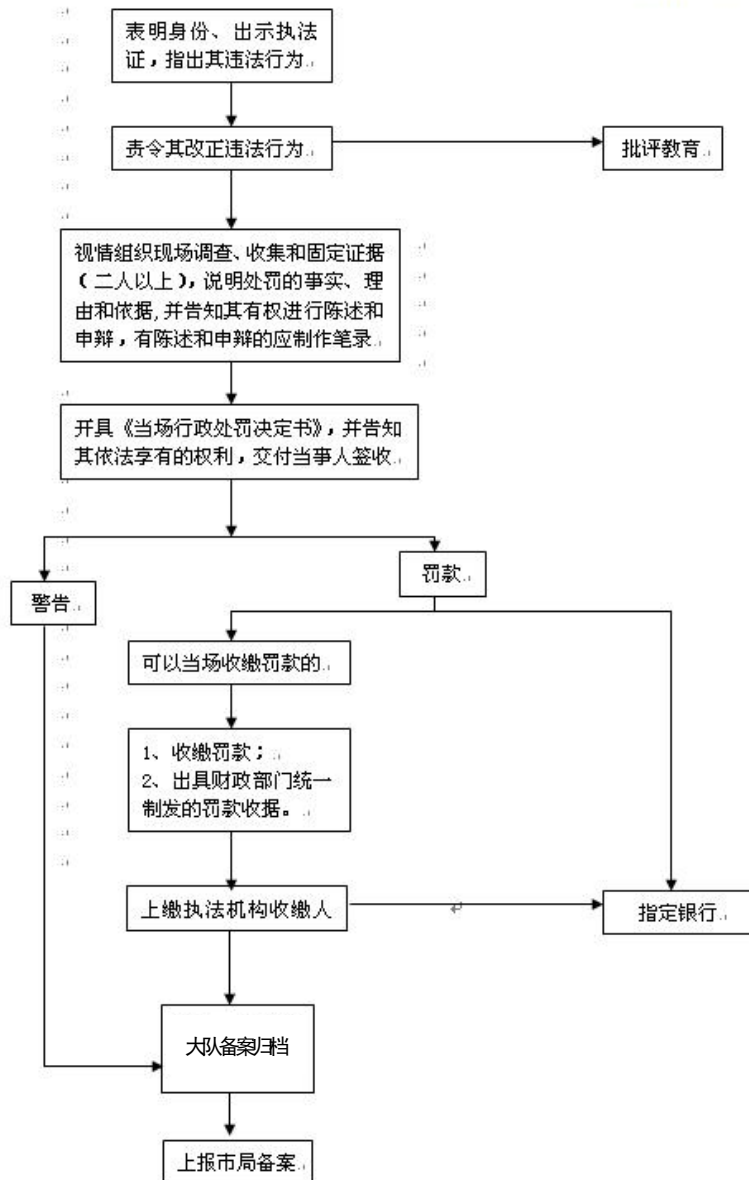 表明身份、出示执法
证，指出其违法行为
责令其改正违法行为
批评教育
视情组织现场调查、收集和固定证据
（二人以上），说明处罚的事实、理
由和依据,并告知其有权进行陈述和
申辩，有陈述和申辩的应制作笔录
开具《当场行政处罚决定书》，并告知
其依法享有的权利，交付当事人签收
罚款
警告
可以当场收缴罚款的
1、收缴罚款；
2、出具财政部门统一
制发的罚款收据。
上缴执法机构收缴人
指定银行
大队备案归档
上报市局备案